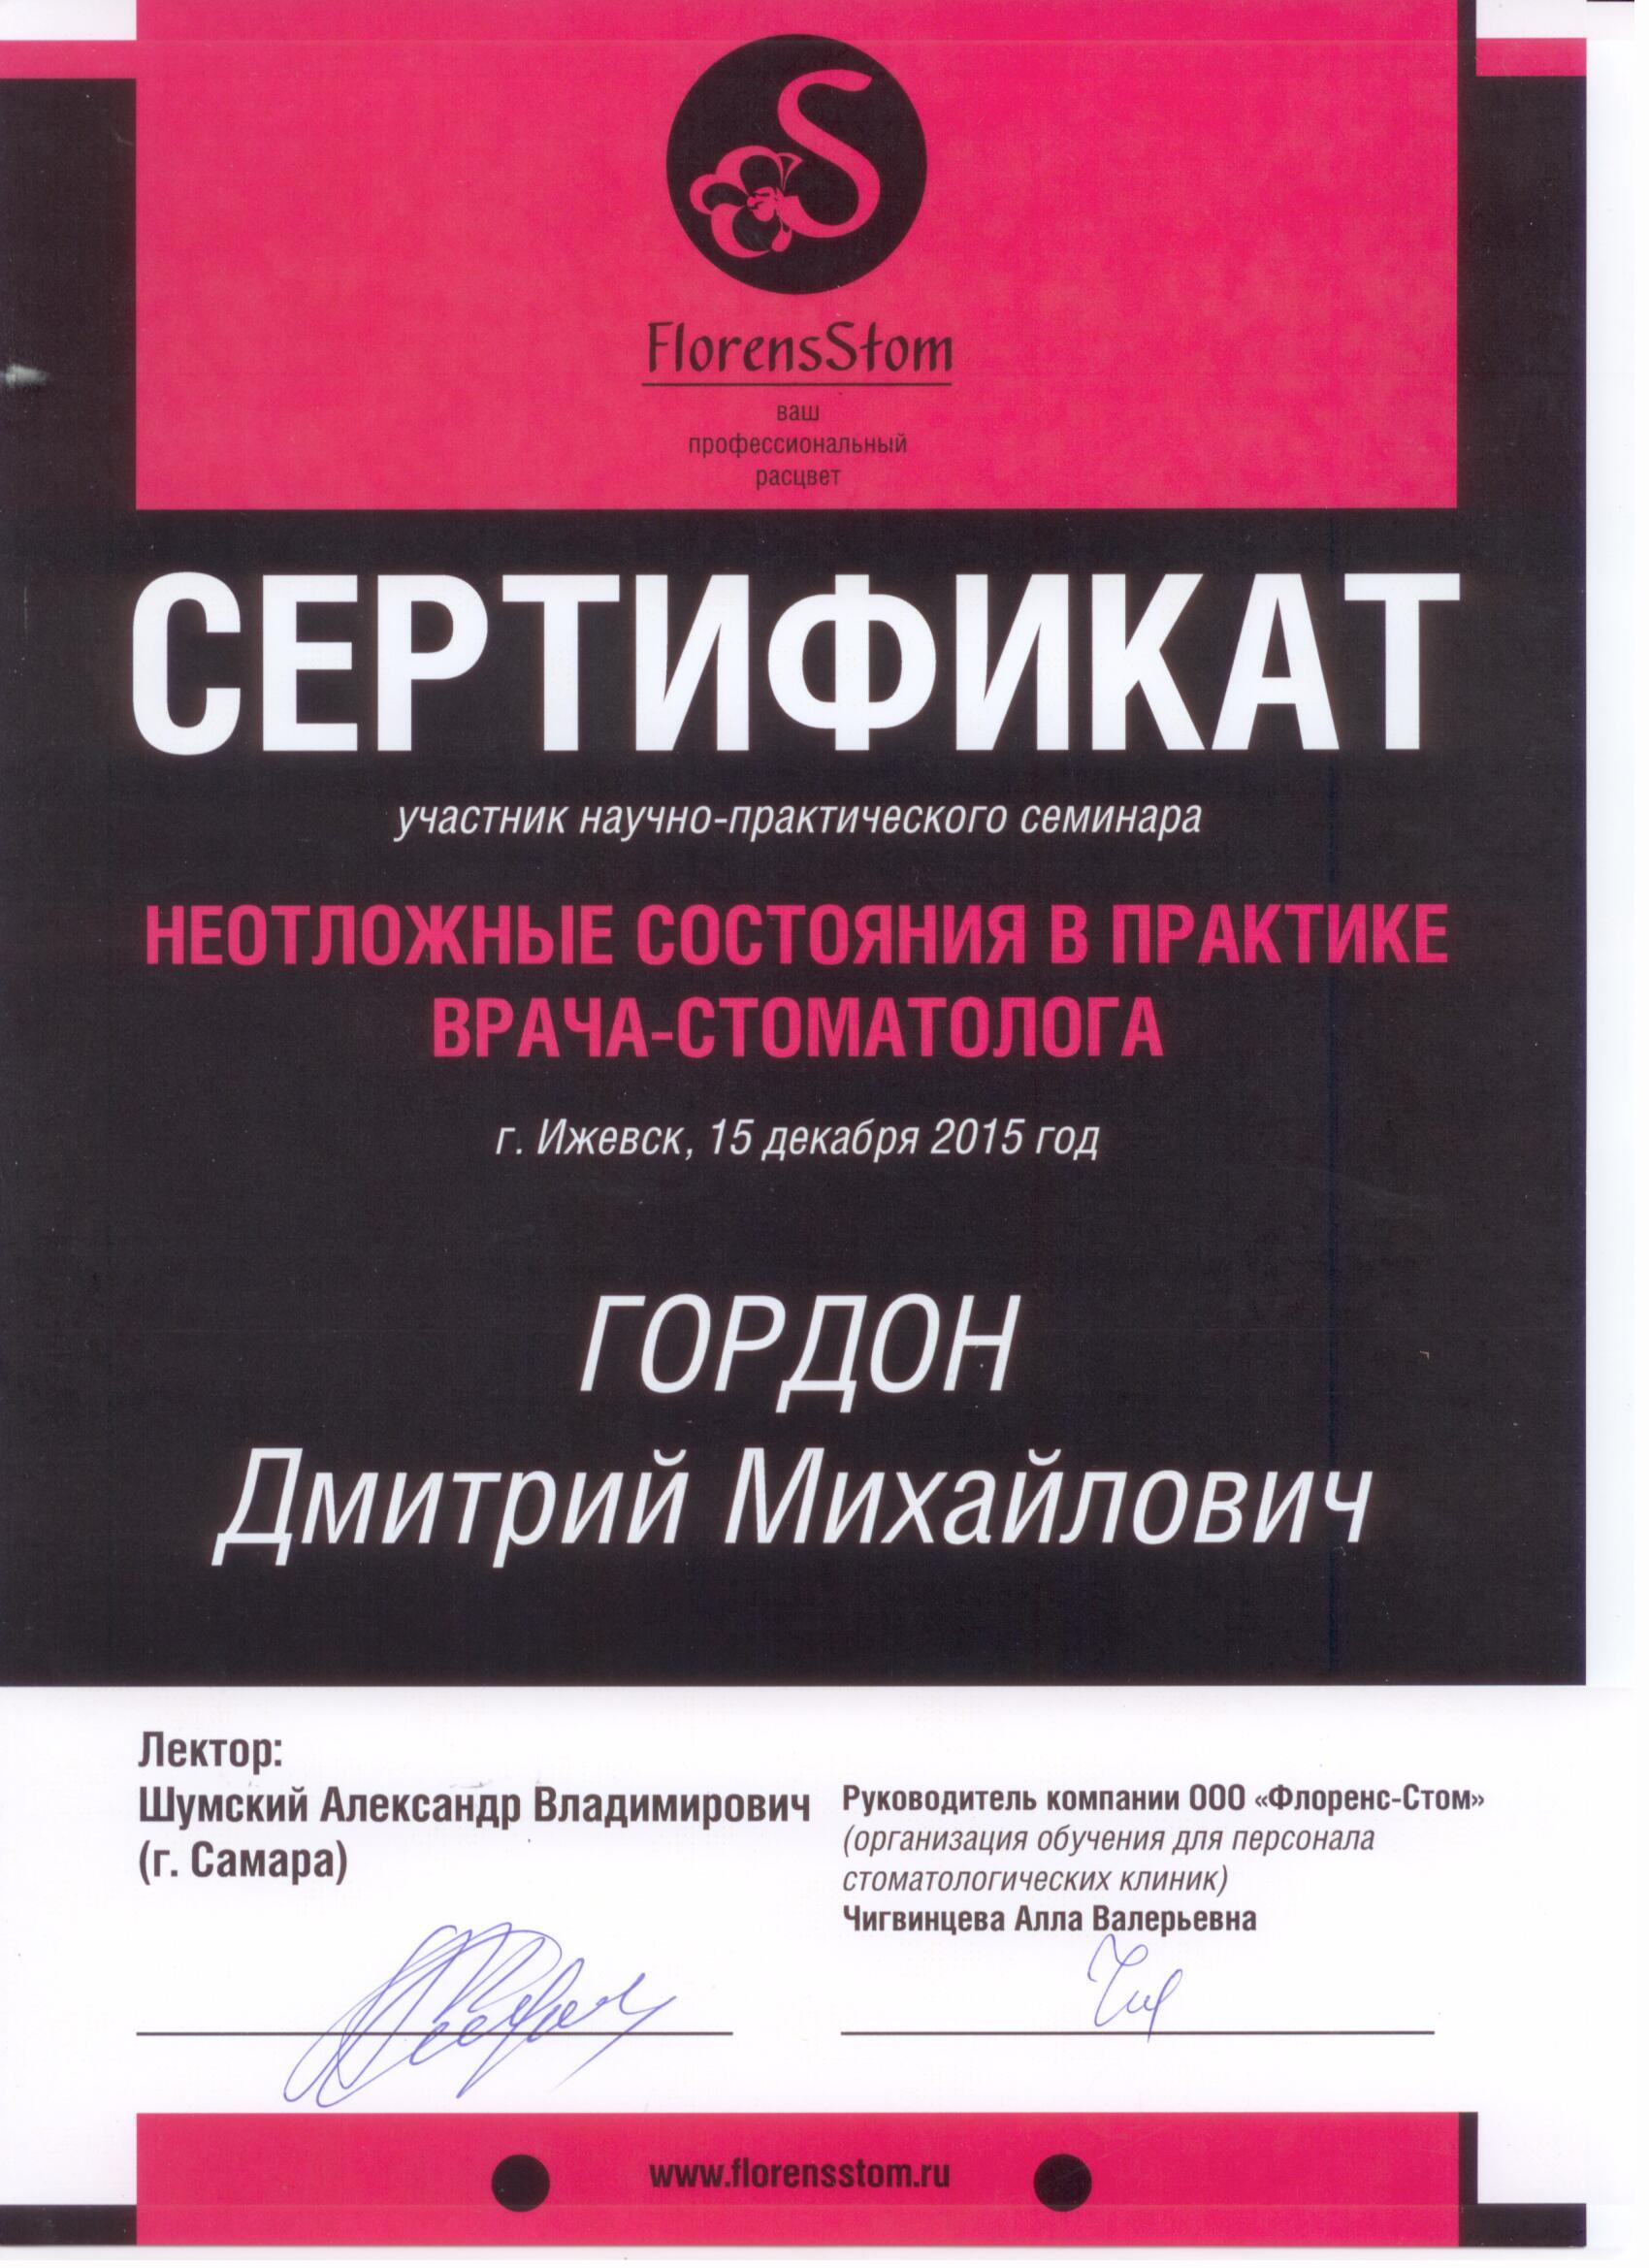 S
FlorensStom
ваш
профессиональный
расцвет
СЕРТИФИКАТ
участник научно-практического семинара
НЕОТЛОЖНЫЕ СОСТОЯНИЯ В ПРАКТИКЕ
ВРАЧА-СТОМАТОЛОГА
г. Ижевск, 15 декабря 2015 год
ГОРДОН
Дмитрий Михайлович
Лектор:
Шумский Александр Владимирович
(г. Самара)
Руководитель компании ООО «Флоренс-Стом»
(организация обучения для персонала
стоматологических клиник)
Чигвинцева Алла Валерьевна
www.florensstom.ru